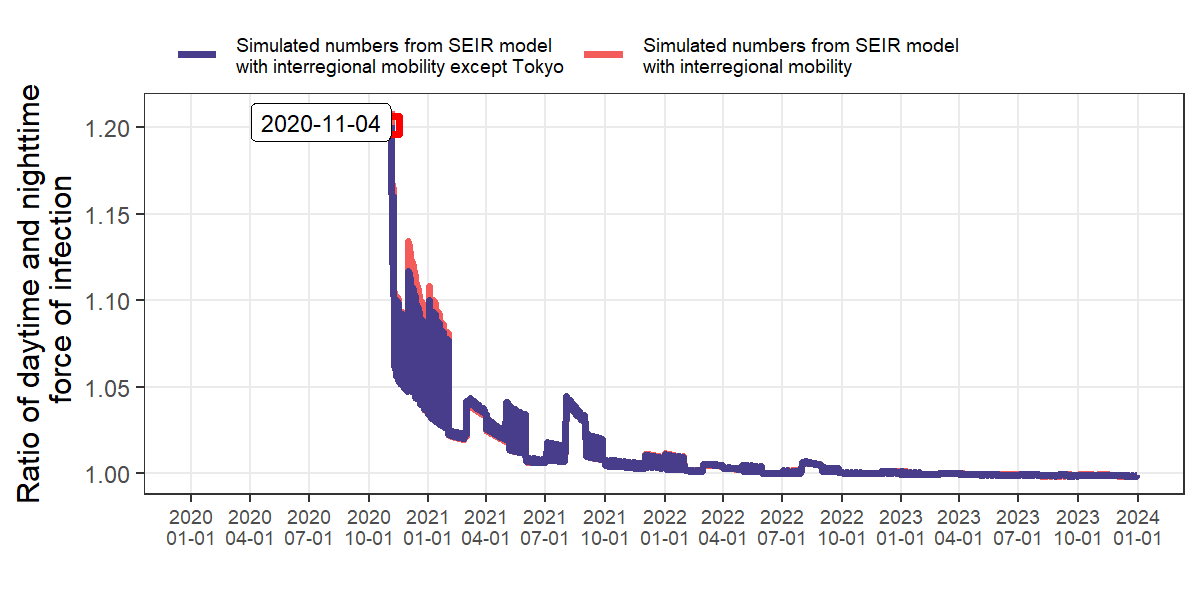 Simulated numbers from SEIR model
with interregional mobility except Tokyo
Simulated numbers from SEIR model
with interregional mobility
Ratio of daytime and nighttime
force of infection
2020-11-04
1.20
1.15
1.10
1.05
1.00
2020 2020 2020 2020 2021 2021 2021 2021 2022 2022 2022 2022 2023 2023 2023 2023 2024
01-01 04-01 07-01 10-01 01-01 04-01 07-01 10-01 01-01 04-01 07-01 10-01 01-01 04-01 07-01 10-01 01-01